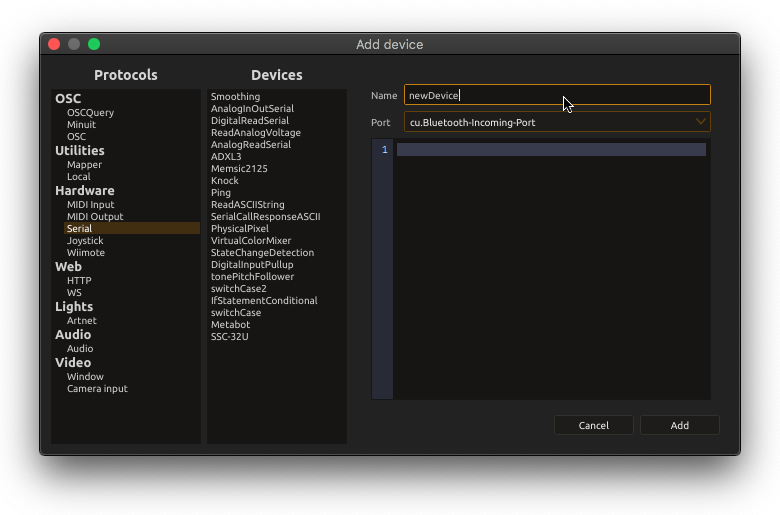 Add device
Protocols
OSC
OSCQuery
Minuit
OSC
Utilities
Mapper
Local
Hardware
MIDI Input
MIDI Output
Serial
Joystick
Wiimote
Web
HTTP
WS
Lights
Artnet
Audio
Audio
Video
Window
Camera input
Devices
Smoothing
AnalogInOutSerial
DigitalReadSerial
ReadAnalogVoltage
AnalogReadSerial
ADXL3
Memsic2125
Knock
Ping
ReadASCIIString
SerialCallResponseASCII
PhysicalPixel
VirtualColorMixer
StateChangeDetection
DigitalInputPullup
tonePitchFollower
switchCase2
IfStatementConditional
switchCase
Metabot
SSC-32U
Name newDevice
Port cu.Bluetooth-Incoming-Port
1
Cancel Add